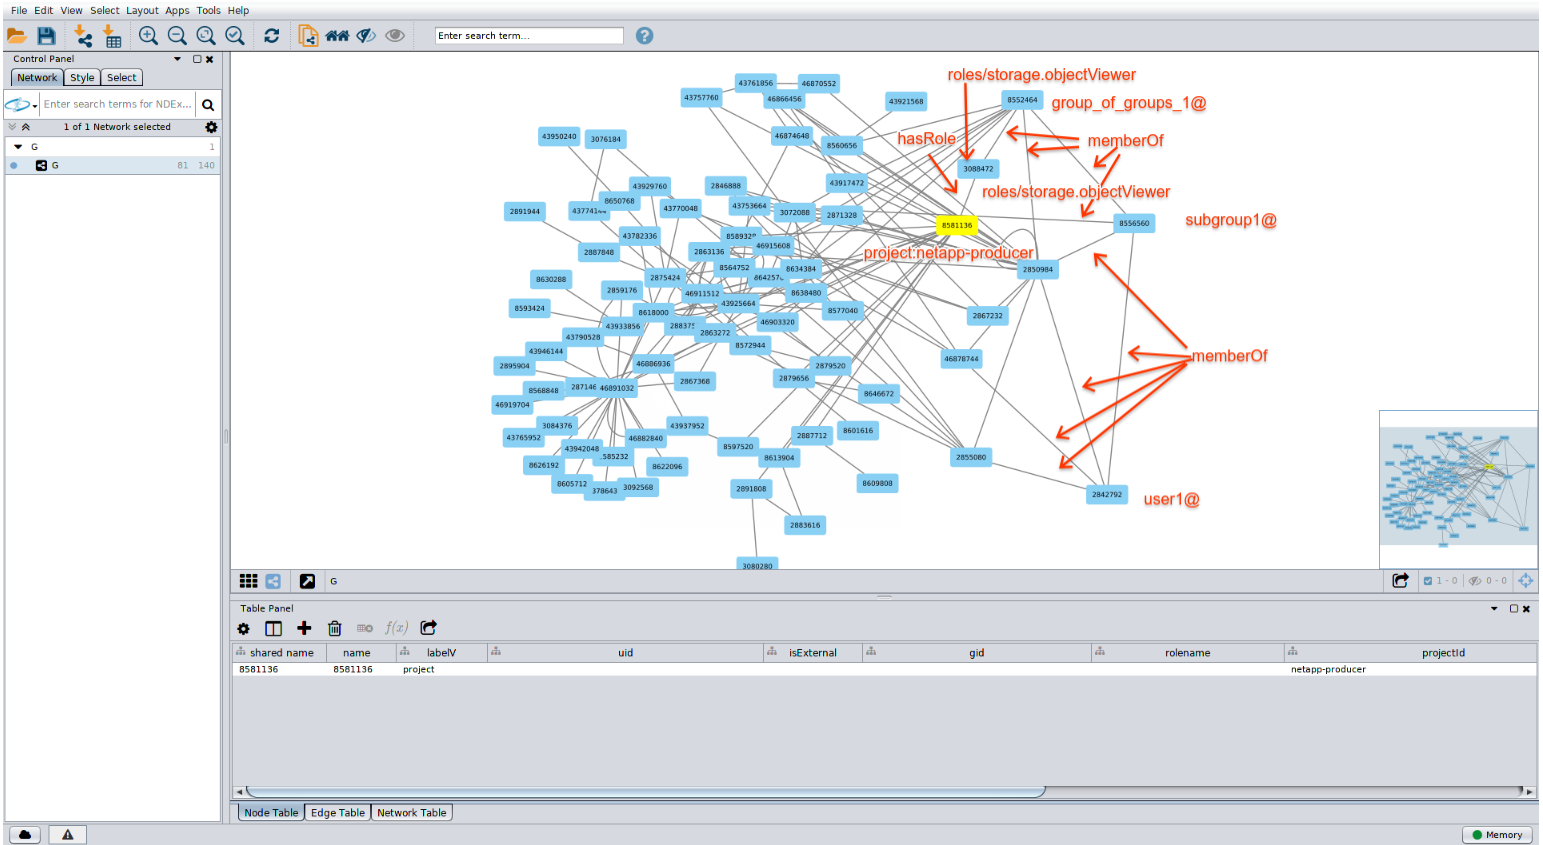 File Edit View Select Layout Apps Tools Help
Enter search term...
Control Panel
Network Style Select
Enter search terms for NDEx...
1 of 1 Network selected
G 1
G 81 140
roles/storage.objectViewer
43761856
46870552
43757760
46866456
43921568
8552464
group_of_groups_1@
43950240
3076184
46874648
8560656
hasRole
memberOf
3088472
43929760
2846888
43917472
roles/storage.objectViewer
8650768
2891944
43770048
43753664
3072088
2871328
8581136
8556560
subgroup1@
43782336
46915608
2887848
2863136
project:netapp-producer
8564752
8634384
2850984
8630288
2875424
2859176
46911512
8638480
8593424
8618000
43925664
8577040
2867232
43933856
46903320
43790528
2863272
8572944
43946144
memberOf
2895904
46886936
46878744
2879520
2867368
2879656
8568848
46891032
8646672
46919704
3084376
43937952
8601616
43765952
46882840
2887712
43942048
8597520
8613904
2855080
8626192
8622096
8605712
3092568
2891808
8609808
2842792
user1@
2883616
3080280
G
1 - 0 0 - 0
Table Panel
f(x)
shared name name labelV uid isExternal gid rolename projectId
8581136 8581136 project netapp-producer
Node Table Edge Table Network Table
Memory